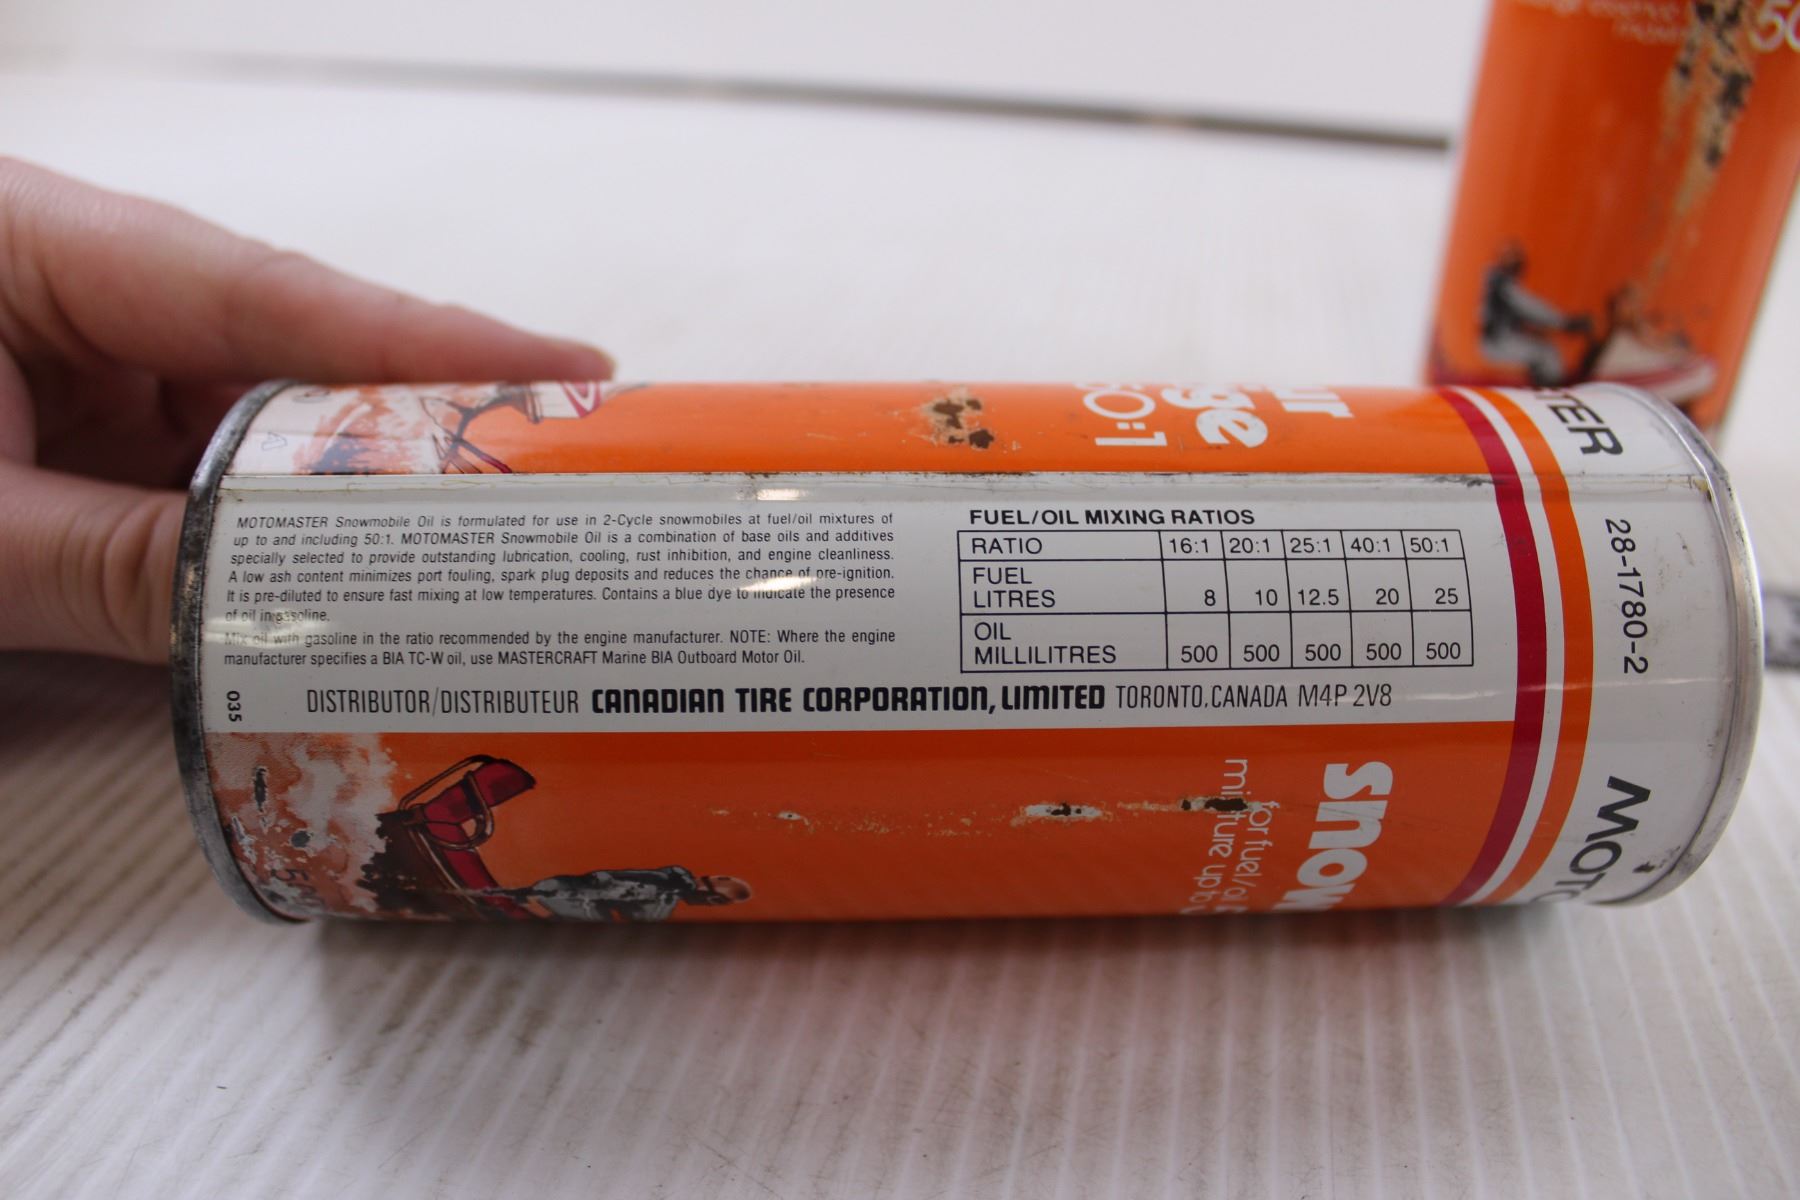 MOTOMASTER Snowmobile Oil is formulated for use in 2-Cycle snowmobiles at fuel/oil mixtures of
up to and including 50:1. MOTOMASTER Snowmobile Oil is a combination of base oils and additives
specially selected to provide outstanding lubrication, cooling, rust inhibition, and engine cleanliness.
A low ash content minimizes port fouling, spark plug deposits and reduces the chance of pre-ignition.
It is pre-diluted to ensure fast mixing at low temperatures. Contains a blue dye to indicate the presence
of oil in gasoline.
Mix oil with gasoline in the ratio recommended by the engine manufacturer. NOTE: Where the engine
manufacturer specifies a BIA TC-W oil, use MASTERCRAFT Marine BIA Outboard Motor Oil.
FUEL/OIL MIXING RATIOS
RATIO 16:1 20:1 25:1 40:1 50:1
FUEL
LITRES 8 10 12.5 20 25
OIL
MILLILITRES 500 500 500 500 500
035
DISTRIBUTOR/DISTRIBUTEUR CANADIAN TIRE CORPORATION, LIMITED TORONTO, CANADA M4P 2V8
28-1780-2
TER
ur
ge
50:1
MOTO
snow
for fuel/oil
mixture up to
50